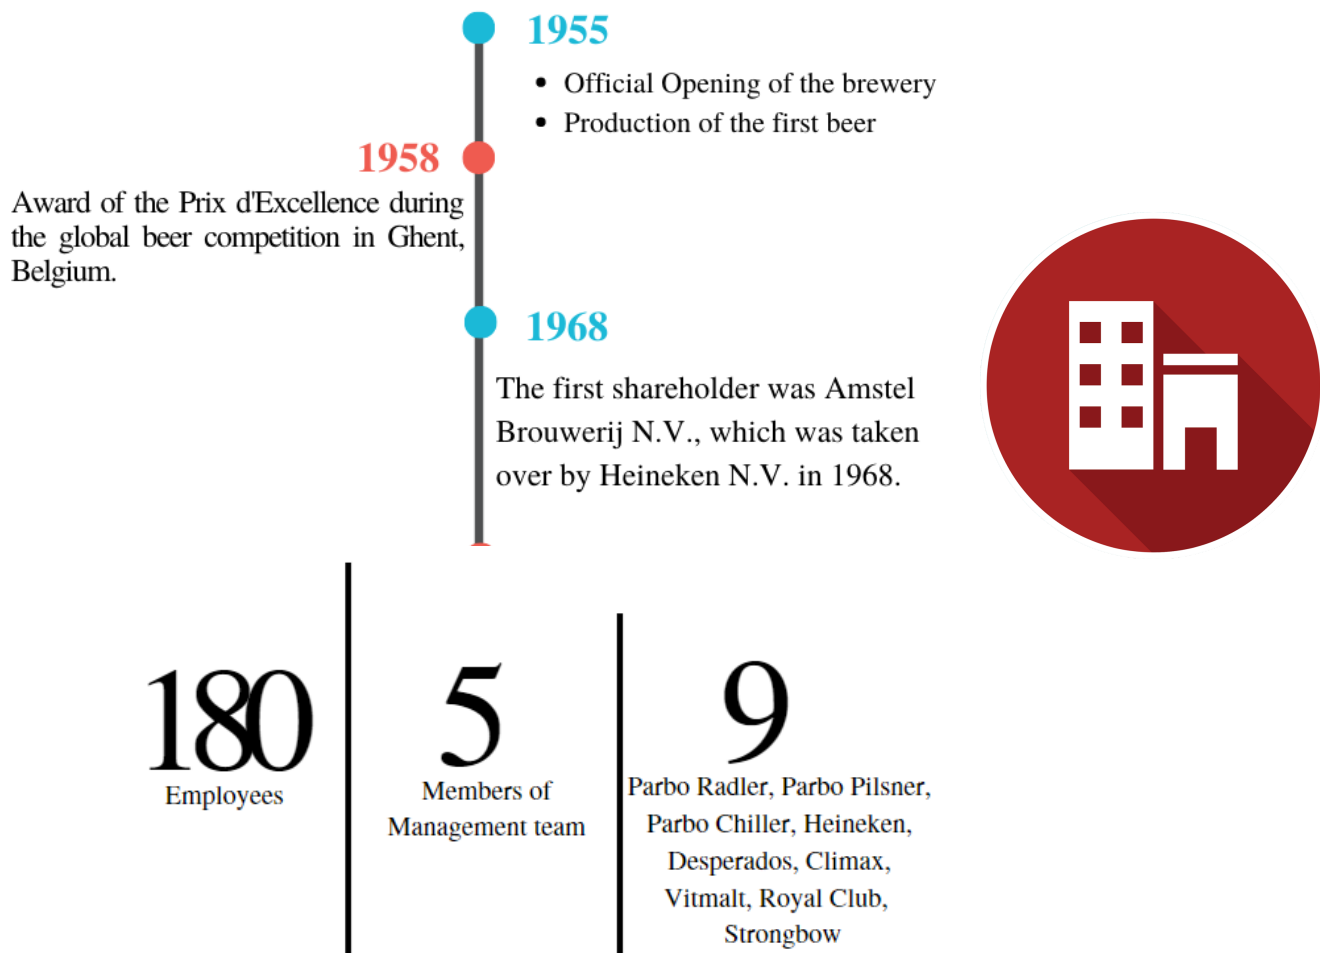 1955
• Official Opening of the brewery
• Production of the first beer
1958
Award of the Prix d'Excellence during
the global beer competition in Ghent,
Belgium.
1968
The first shareholder was Amstel
Brouwerij N.V., which was taken
over by Heineken N.V. in 1968.
180
Employees
5
Members of
Management team
9
Parbo Radler, Parbo Pilsner,
Parbo Chiller, Heineken,
Desperados, Climax,
Vitmalt, Royal Club,
Strongbow